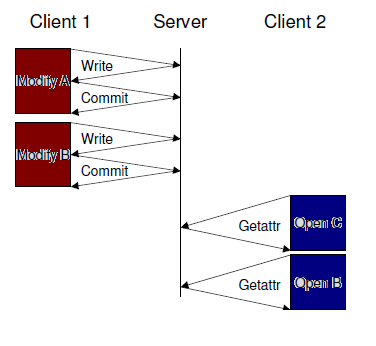 Client 1 Server Client 2
Write
Modify A
Commit
Write
Modify B
Commit
Getattr Open C
Getattr Open B